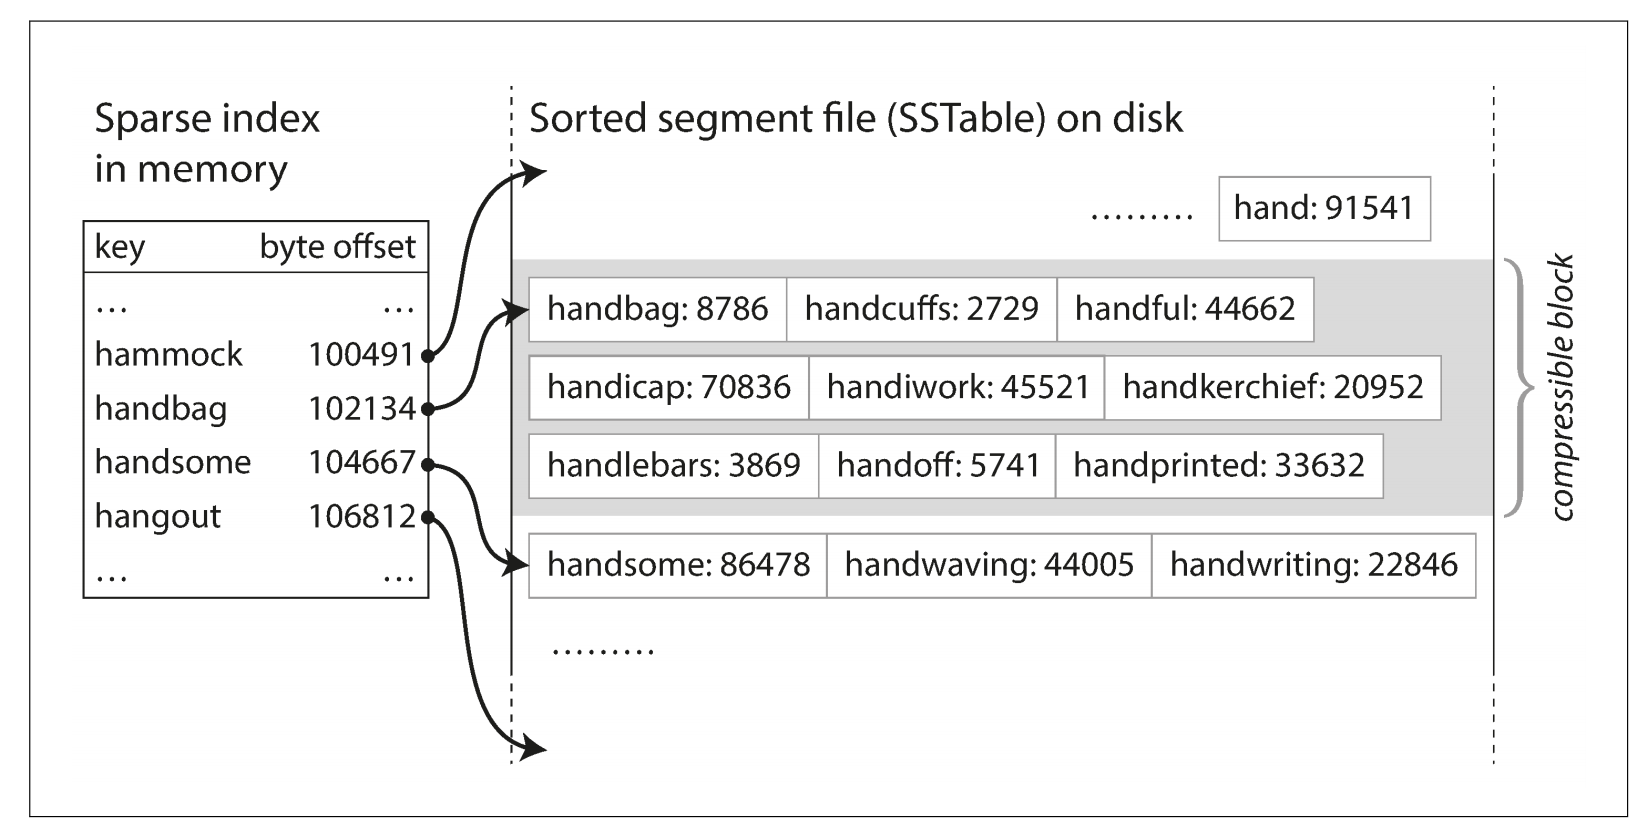 Sparse index
in memory
key byte offset
... ...
hammock 100491
handbag 102134
handsome 104667
hangout 106812
... ...
Sorted segment file (SSTable) on disk
......... hand: 91541
handbag: 8786 handcuffs: 2729 handful: 44662
handicap: 70836 handiwork: 45521 handkerchief: 20952
handlebars: 3869 handoff: 5741 handprinted: 33632
handsome: 86478 handwaving: 44005 handwriting: 22846
.........
compressible block